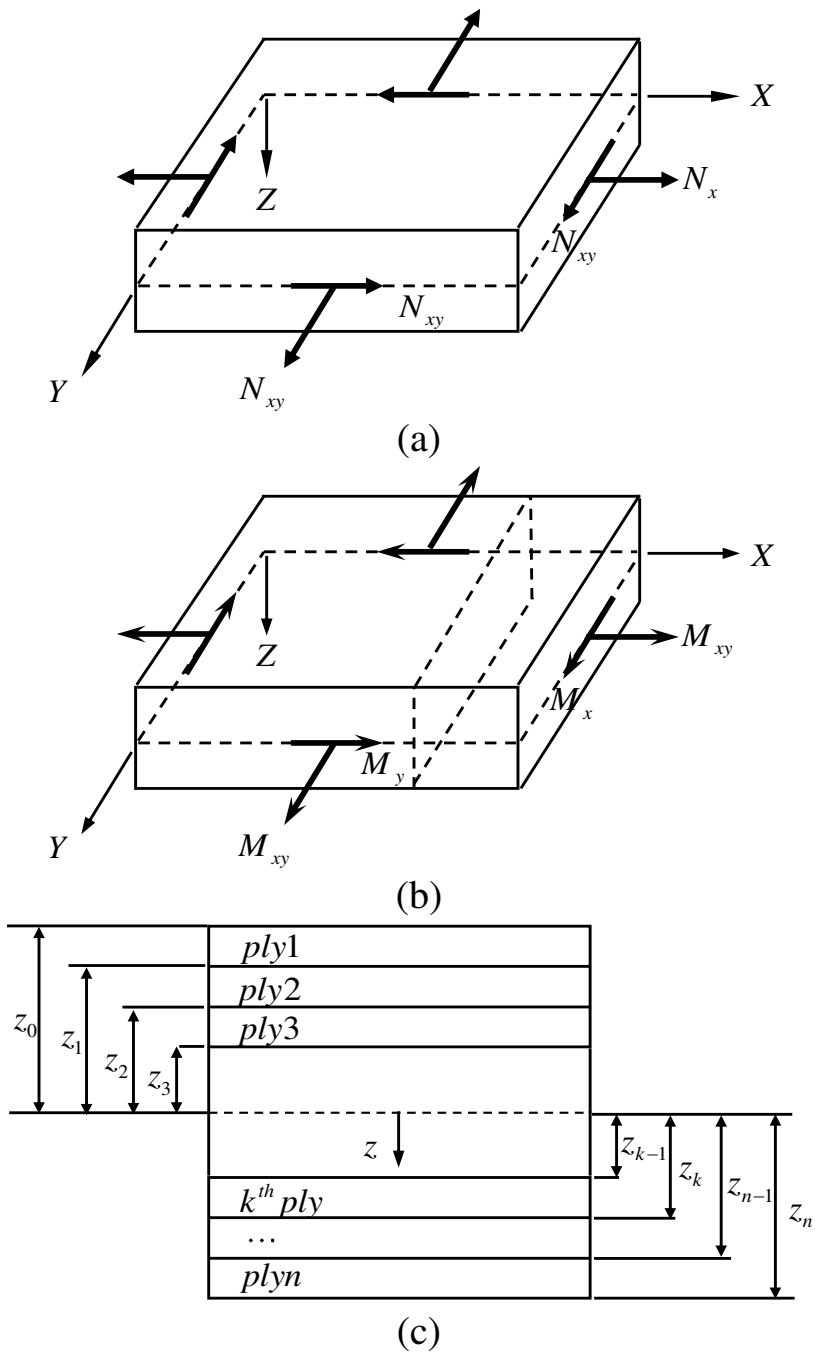 X
Z
N_x
N_xy
N_xy
N_xy
Y
(a)
X
Z
M_xy
M_x
M_y
M_xy
Y
(b)
ply1
ply2
ply3
z_0
z_1
z_2
z_3
z
z_{k-1}
z_k
z_{n-1}
z_n
k^{th} ply
...
plyn
(c)